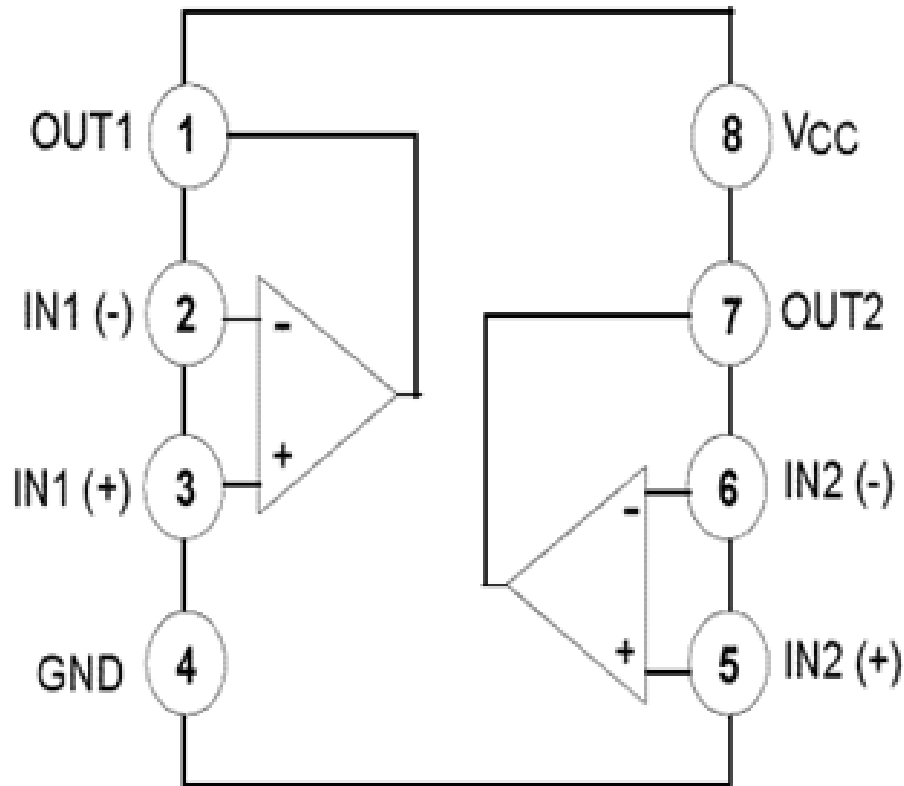 OUT1 1
8 VCC
IN1 (-) 2 -
7 OUT2
IN1 (+) 3 +
- 6 IN2 (-)
GND 4
+ 5 IN2 (+)